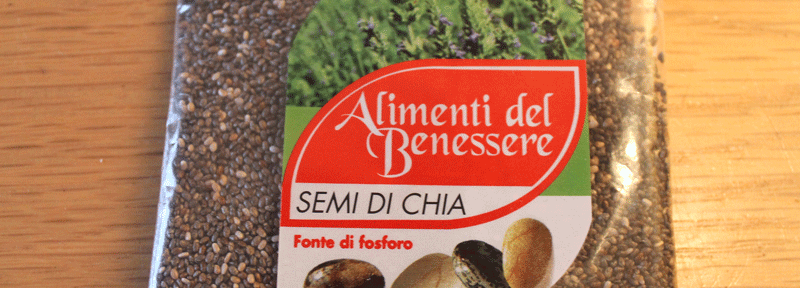 Alimenti del
Benessere
SEMI DI CHIA
Fonte di fosforo